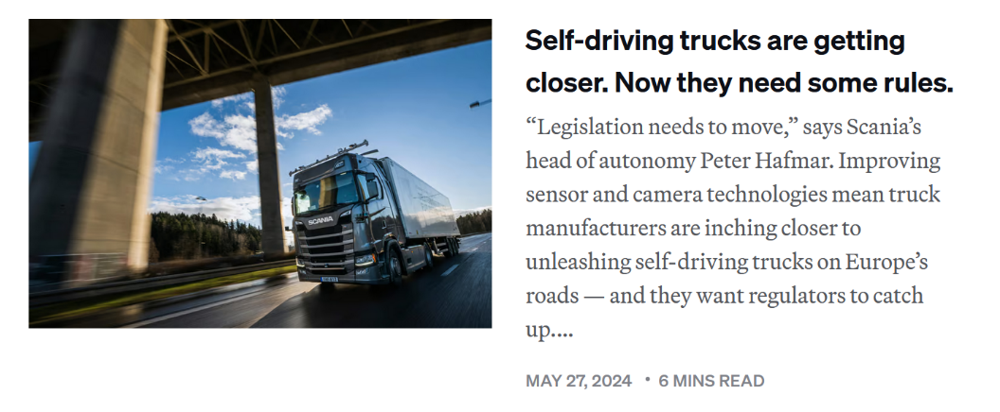 Self-driving trucks are getting
closer. Now they need some rules.
“Legislation needs to move,” says Scania’s
head of autonomy Peter Hafmar. Improving
sensor and camera technologies mean truck
manufacturers are inching closer to
unleashing self-driving trucks on Europe’s
roads — and they want regulators to catch
up....
MAY 27, 2024 • 6 MINS READ
SCANIA